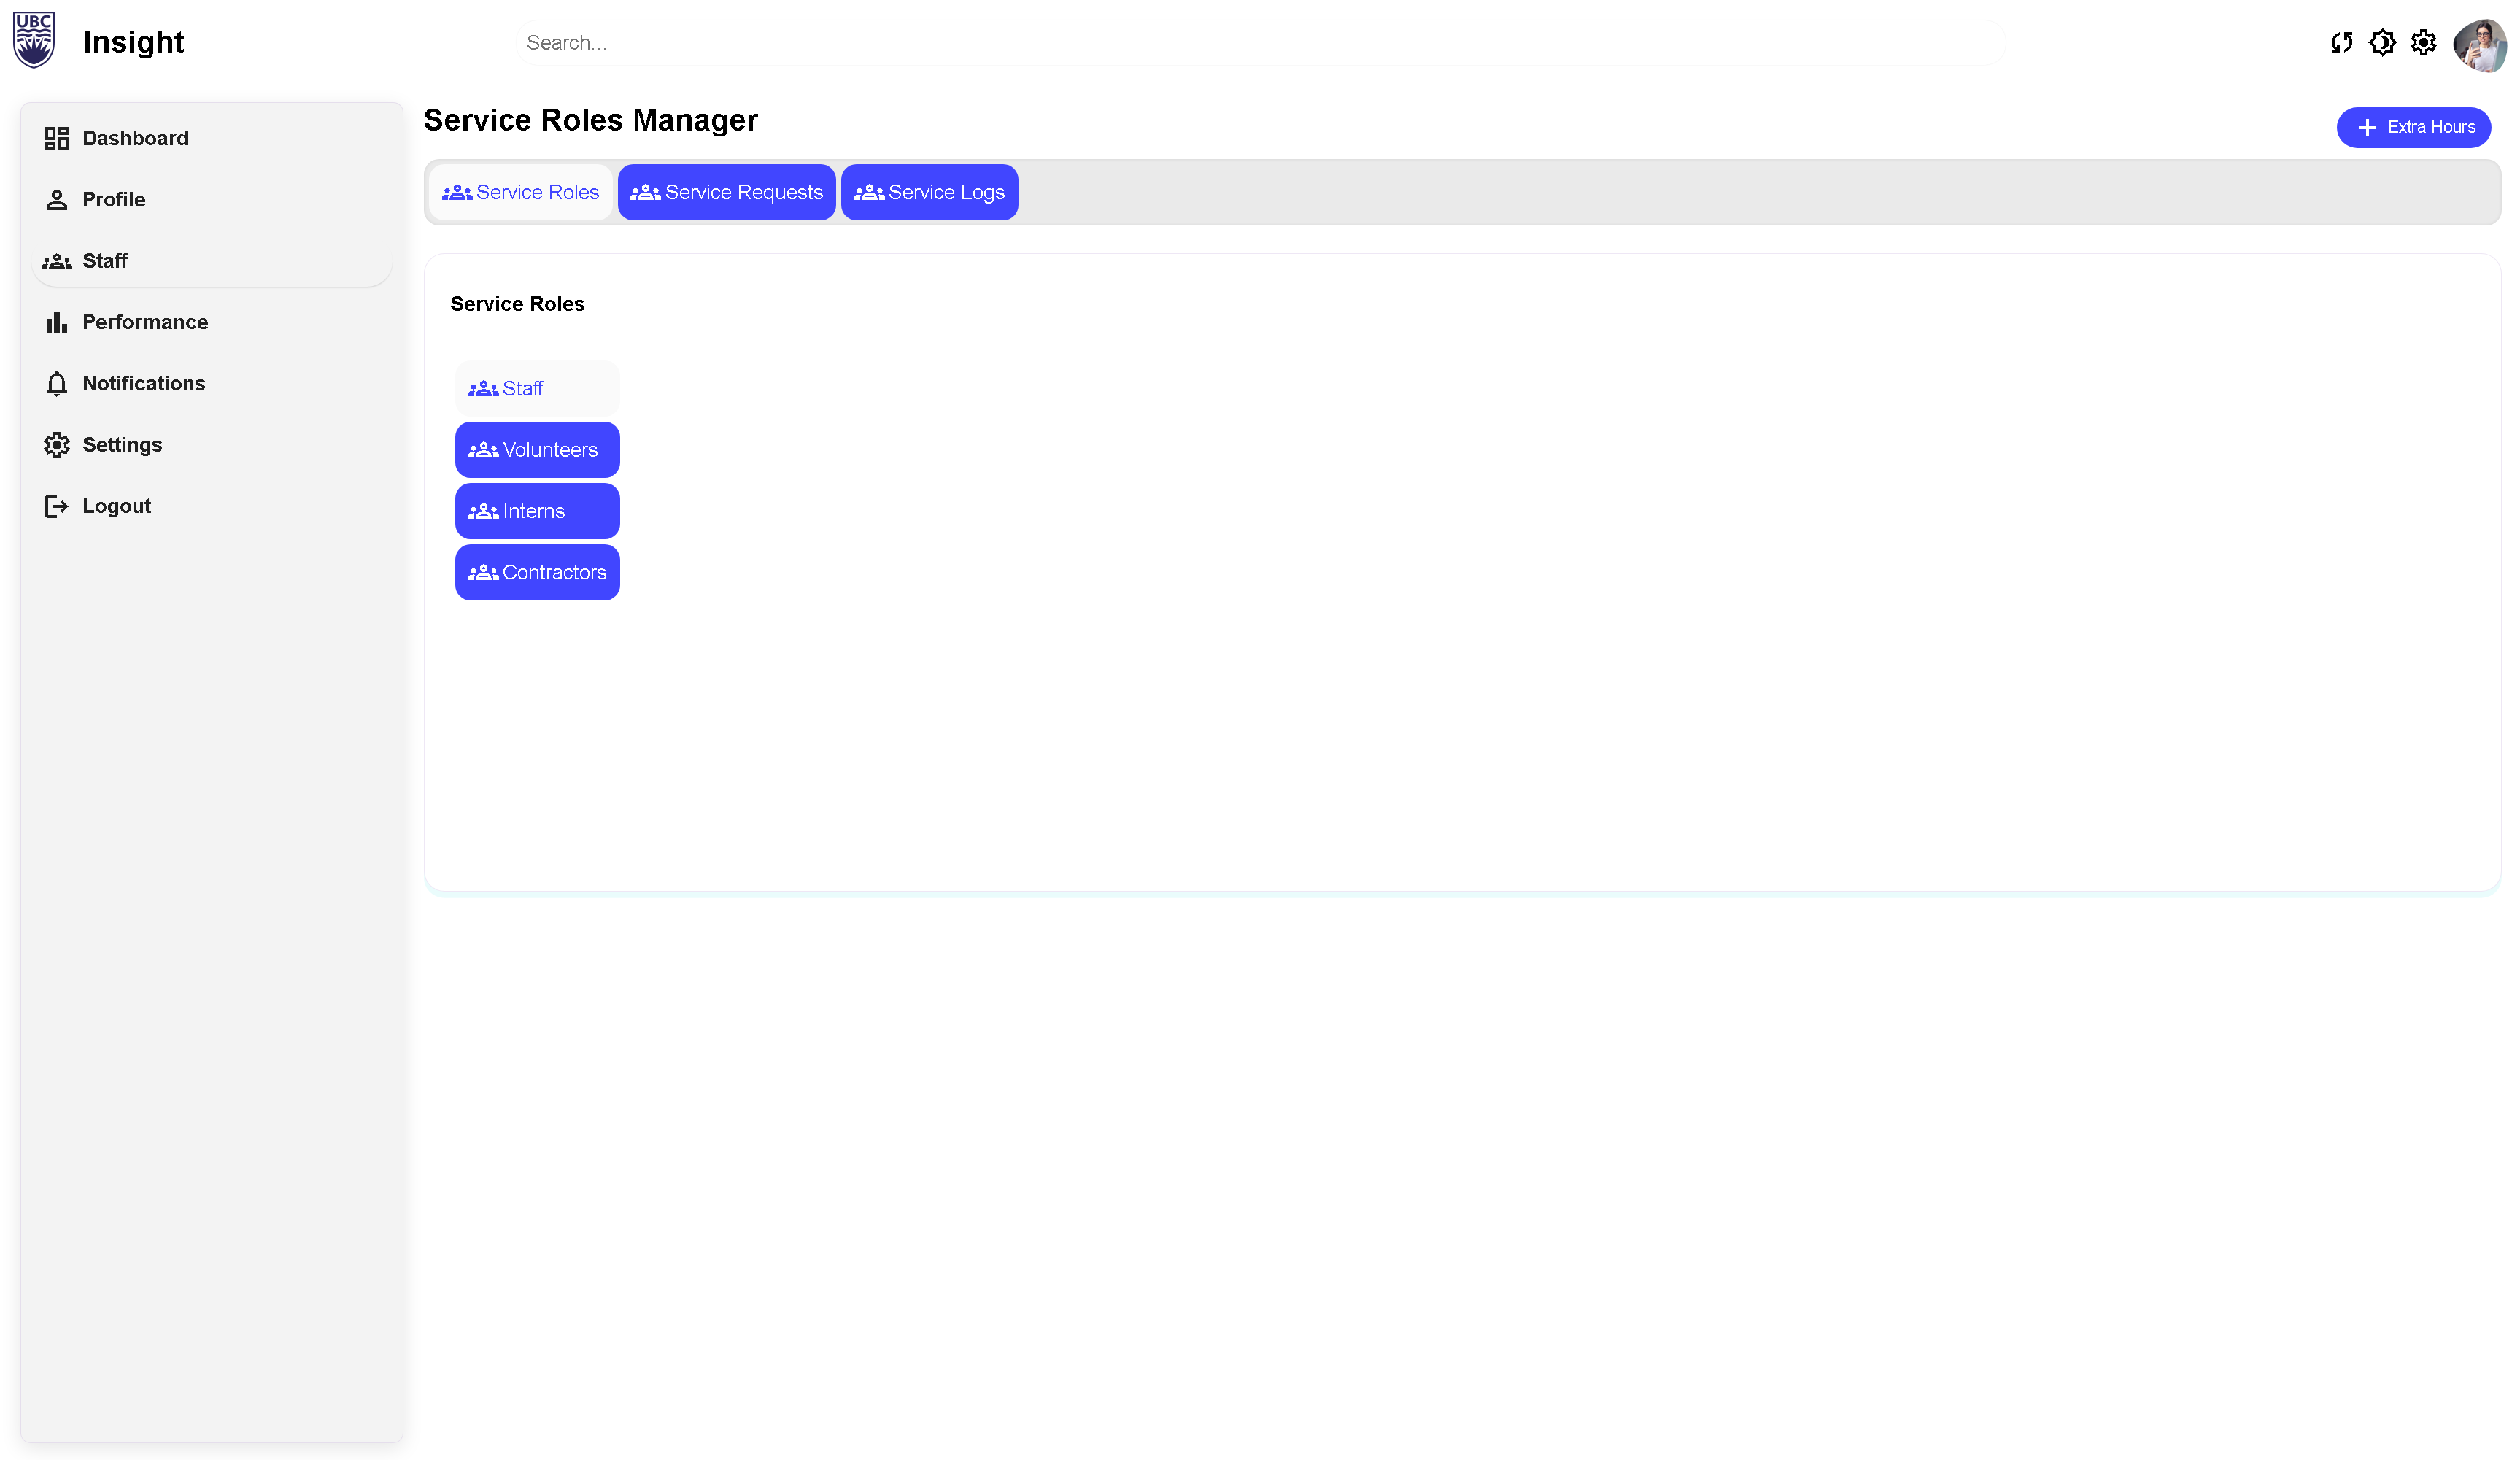 UBC
Insight
Search...
Dashboard
Profile
Staff
Performance
Notifications
Settings
Logout
Service Roles Manager
Extra Hours
Service Roles
Service Requests
Service Logs
Service Roles
Staff
Volunteers
Interns
Contractors